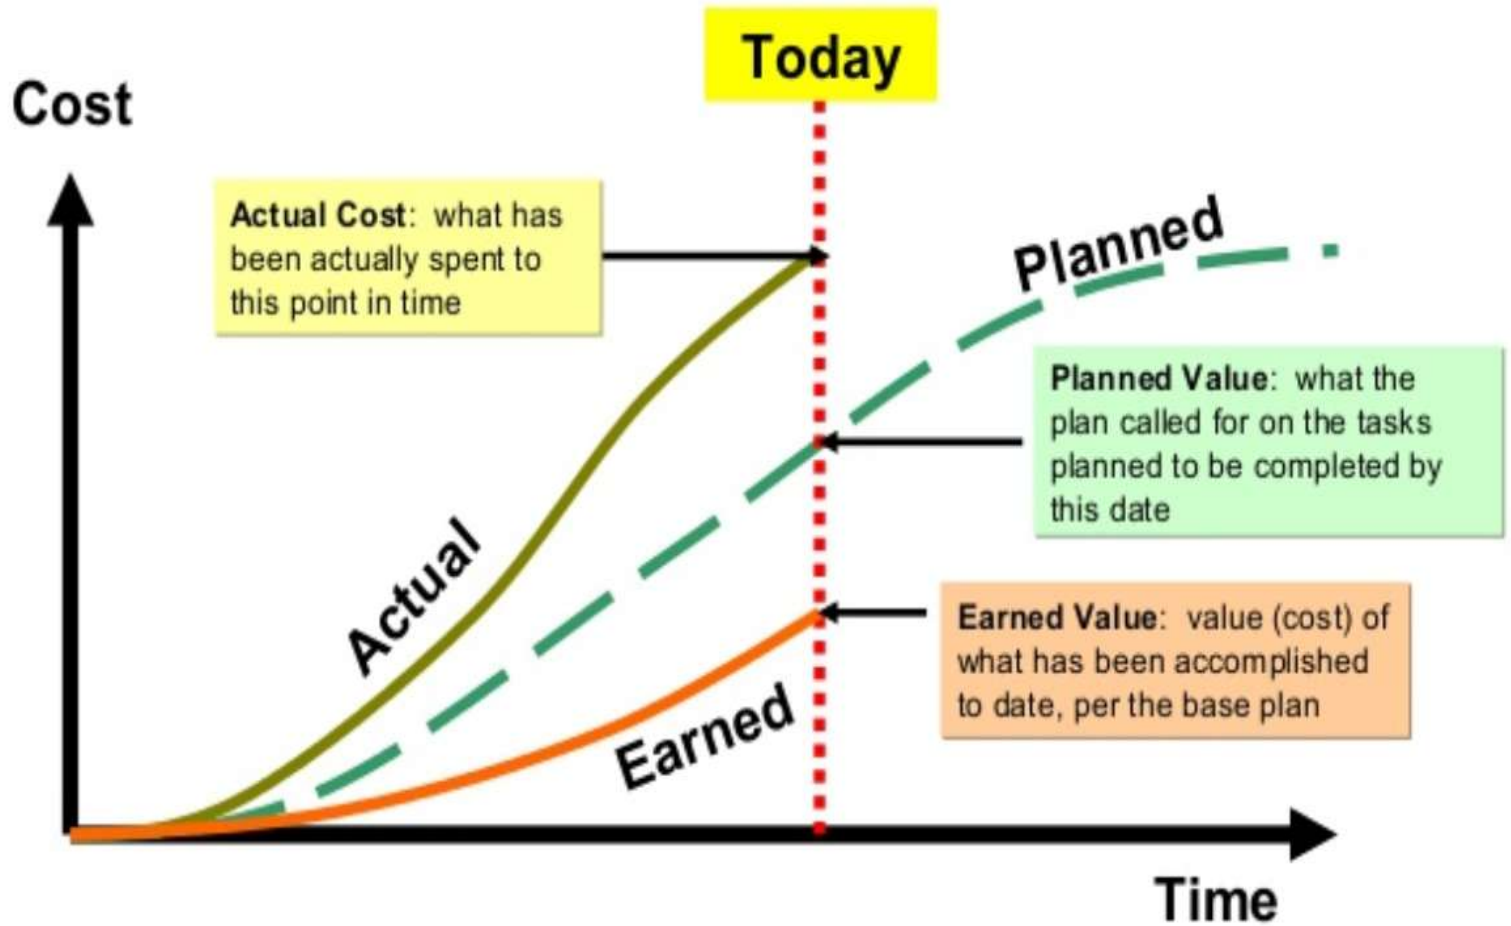 Today
Cost
Actual Cost: what has
been actually spent to
this point in time
Planned
Planned Value: what the
plan called for on the tasks
planned to be completed by
this date
Actual
Earned Value: value (cost) of
what has been accomplished
to date, per the base plan
Earned
Time